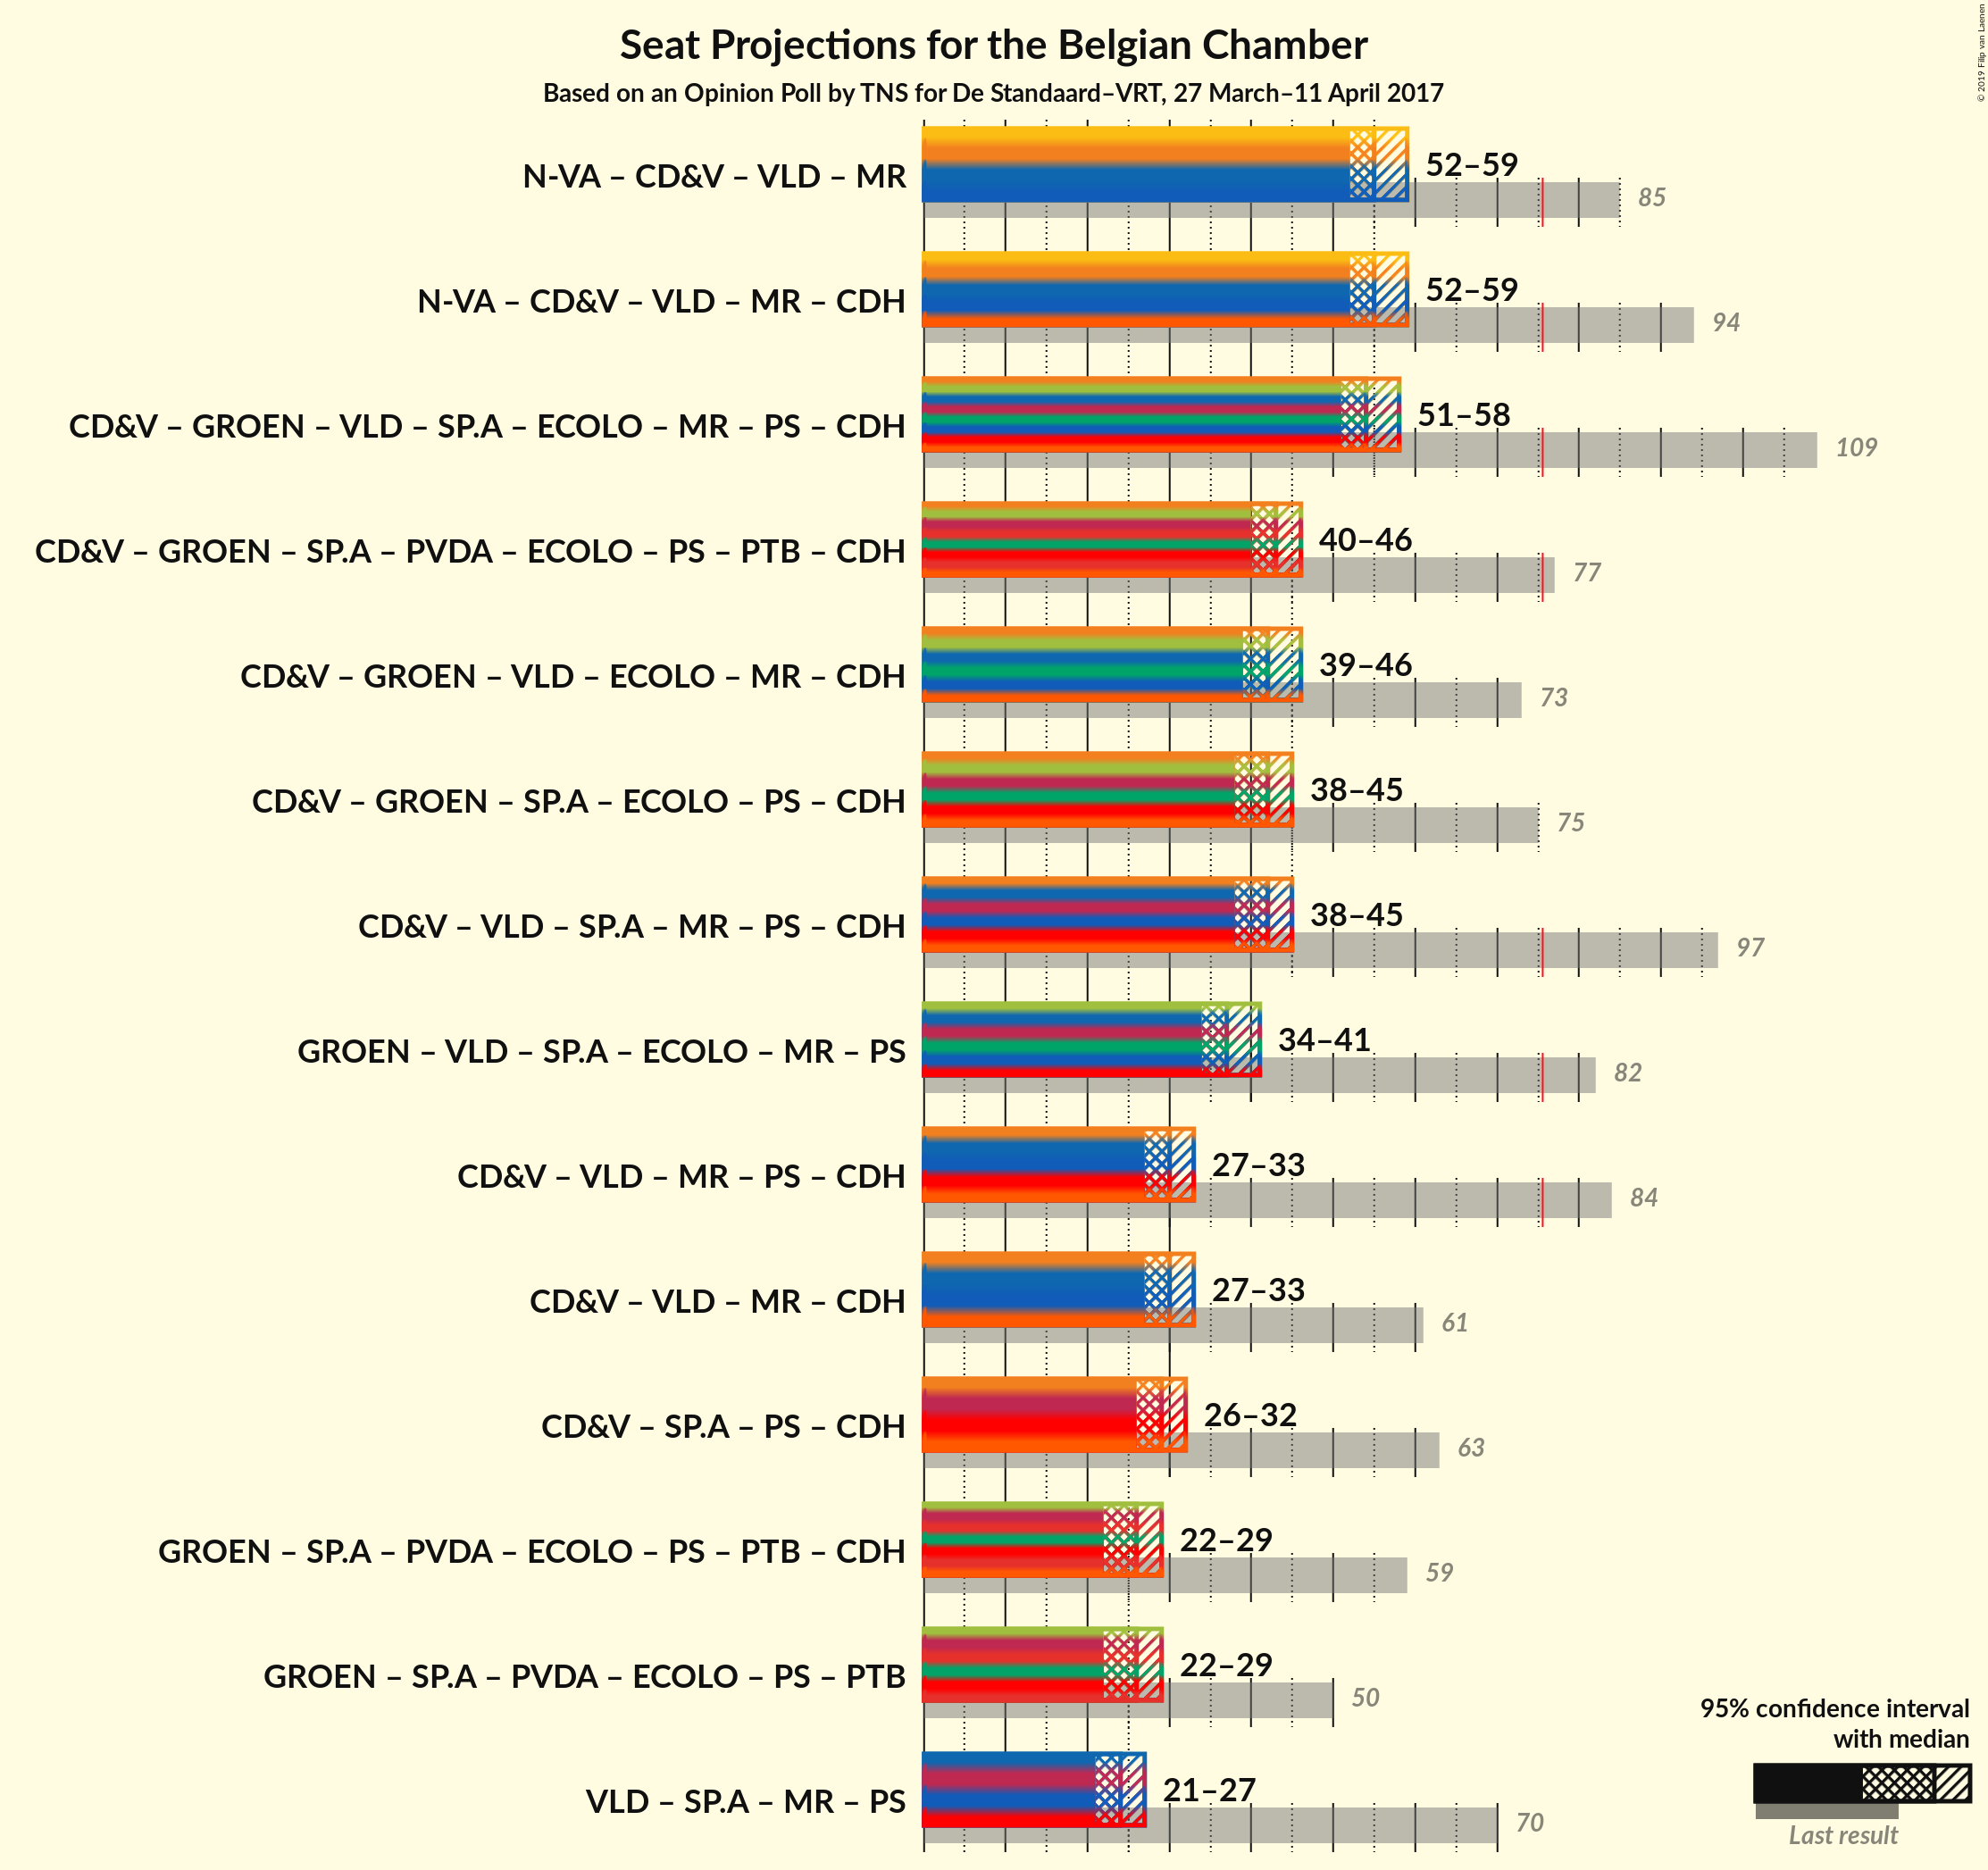 Seat Projections for the Belgian Chamber
Based on an Opinion Poll by TNS for De Standaard–VRT, 27 March–11 April 2017
© 2019 Filip van Laenen
N-VA – CD&V – VLD – MR
52–59
85
N-VA – CD&V – VLD – MR – CDH
52–59
94
CD&V – GROEN – VLD – SP.A – ECOLO – MR – PS – CDH
51–58
109
CD&V – GROEN – SP.A – PVDA – ECOLO – PS – PTB – CDH
40–46
77
CD&V – GROEN – VLD – ECOLO – MR – CDH
39–46
73
CD&V – GROEN – SP.A – ECOLO – PS – CDH
38–45
75
CD&V – VLD – SP.A – MR – PS – CDH
38–45
97
GROEN – VLD – SP.A – ECOLO – MR – PS
34–41
82
CD&V – VLD – MR – PS – CDH
27–33
84
CD&V – VLD – MR – CDH
27–33
61
CD&V – SP.A – PS – CDH
26–32
63
GROEN – SP.A – PVDA – ECOLO – PS – PTB – CDH
22–29
59
GROEN – SP.A – PVDA – ECOLO – PS – PTB
22–29
50
VLD – SP.A – MR – PS
21–27
70
95% confidence interval
with median
Last result